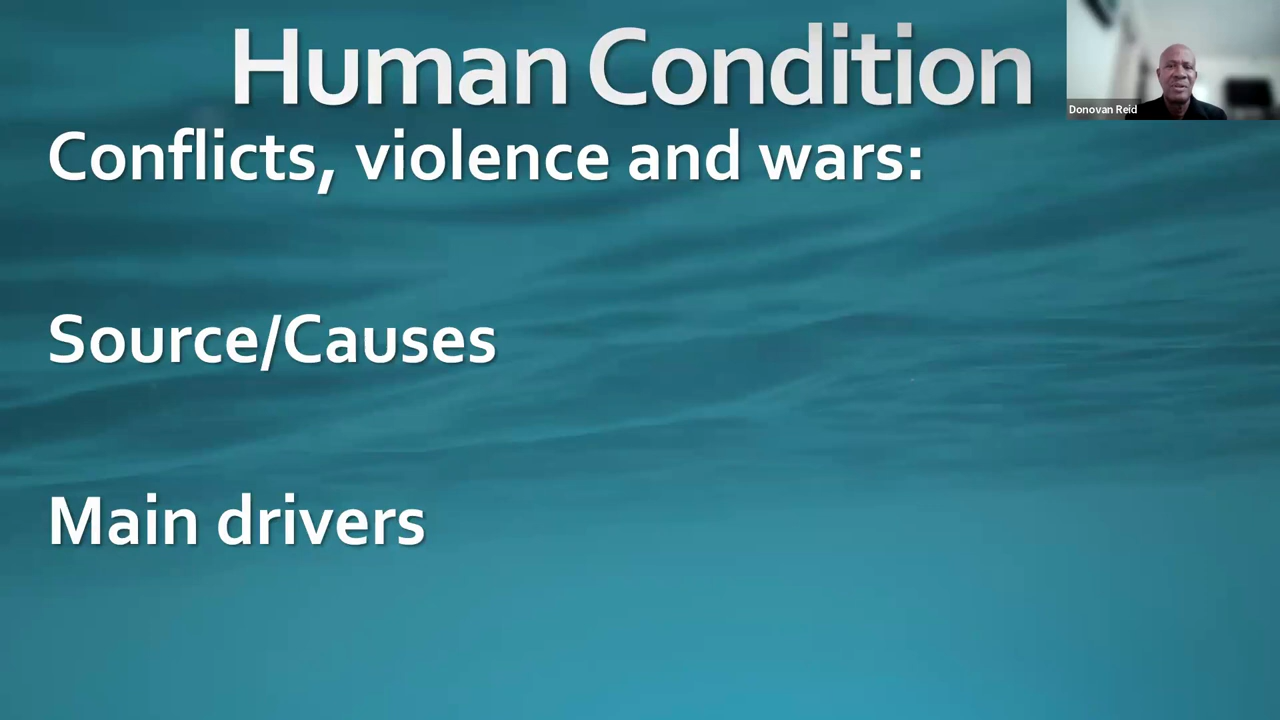 Human Condition
Donovan Reid
Conflicts, violence and wars:
Source/Causes
Main drivers